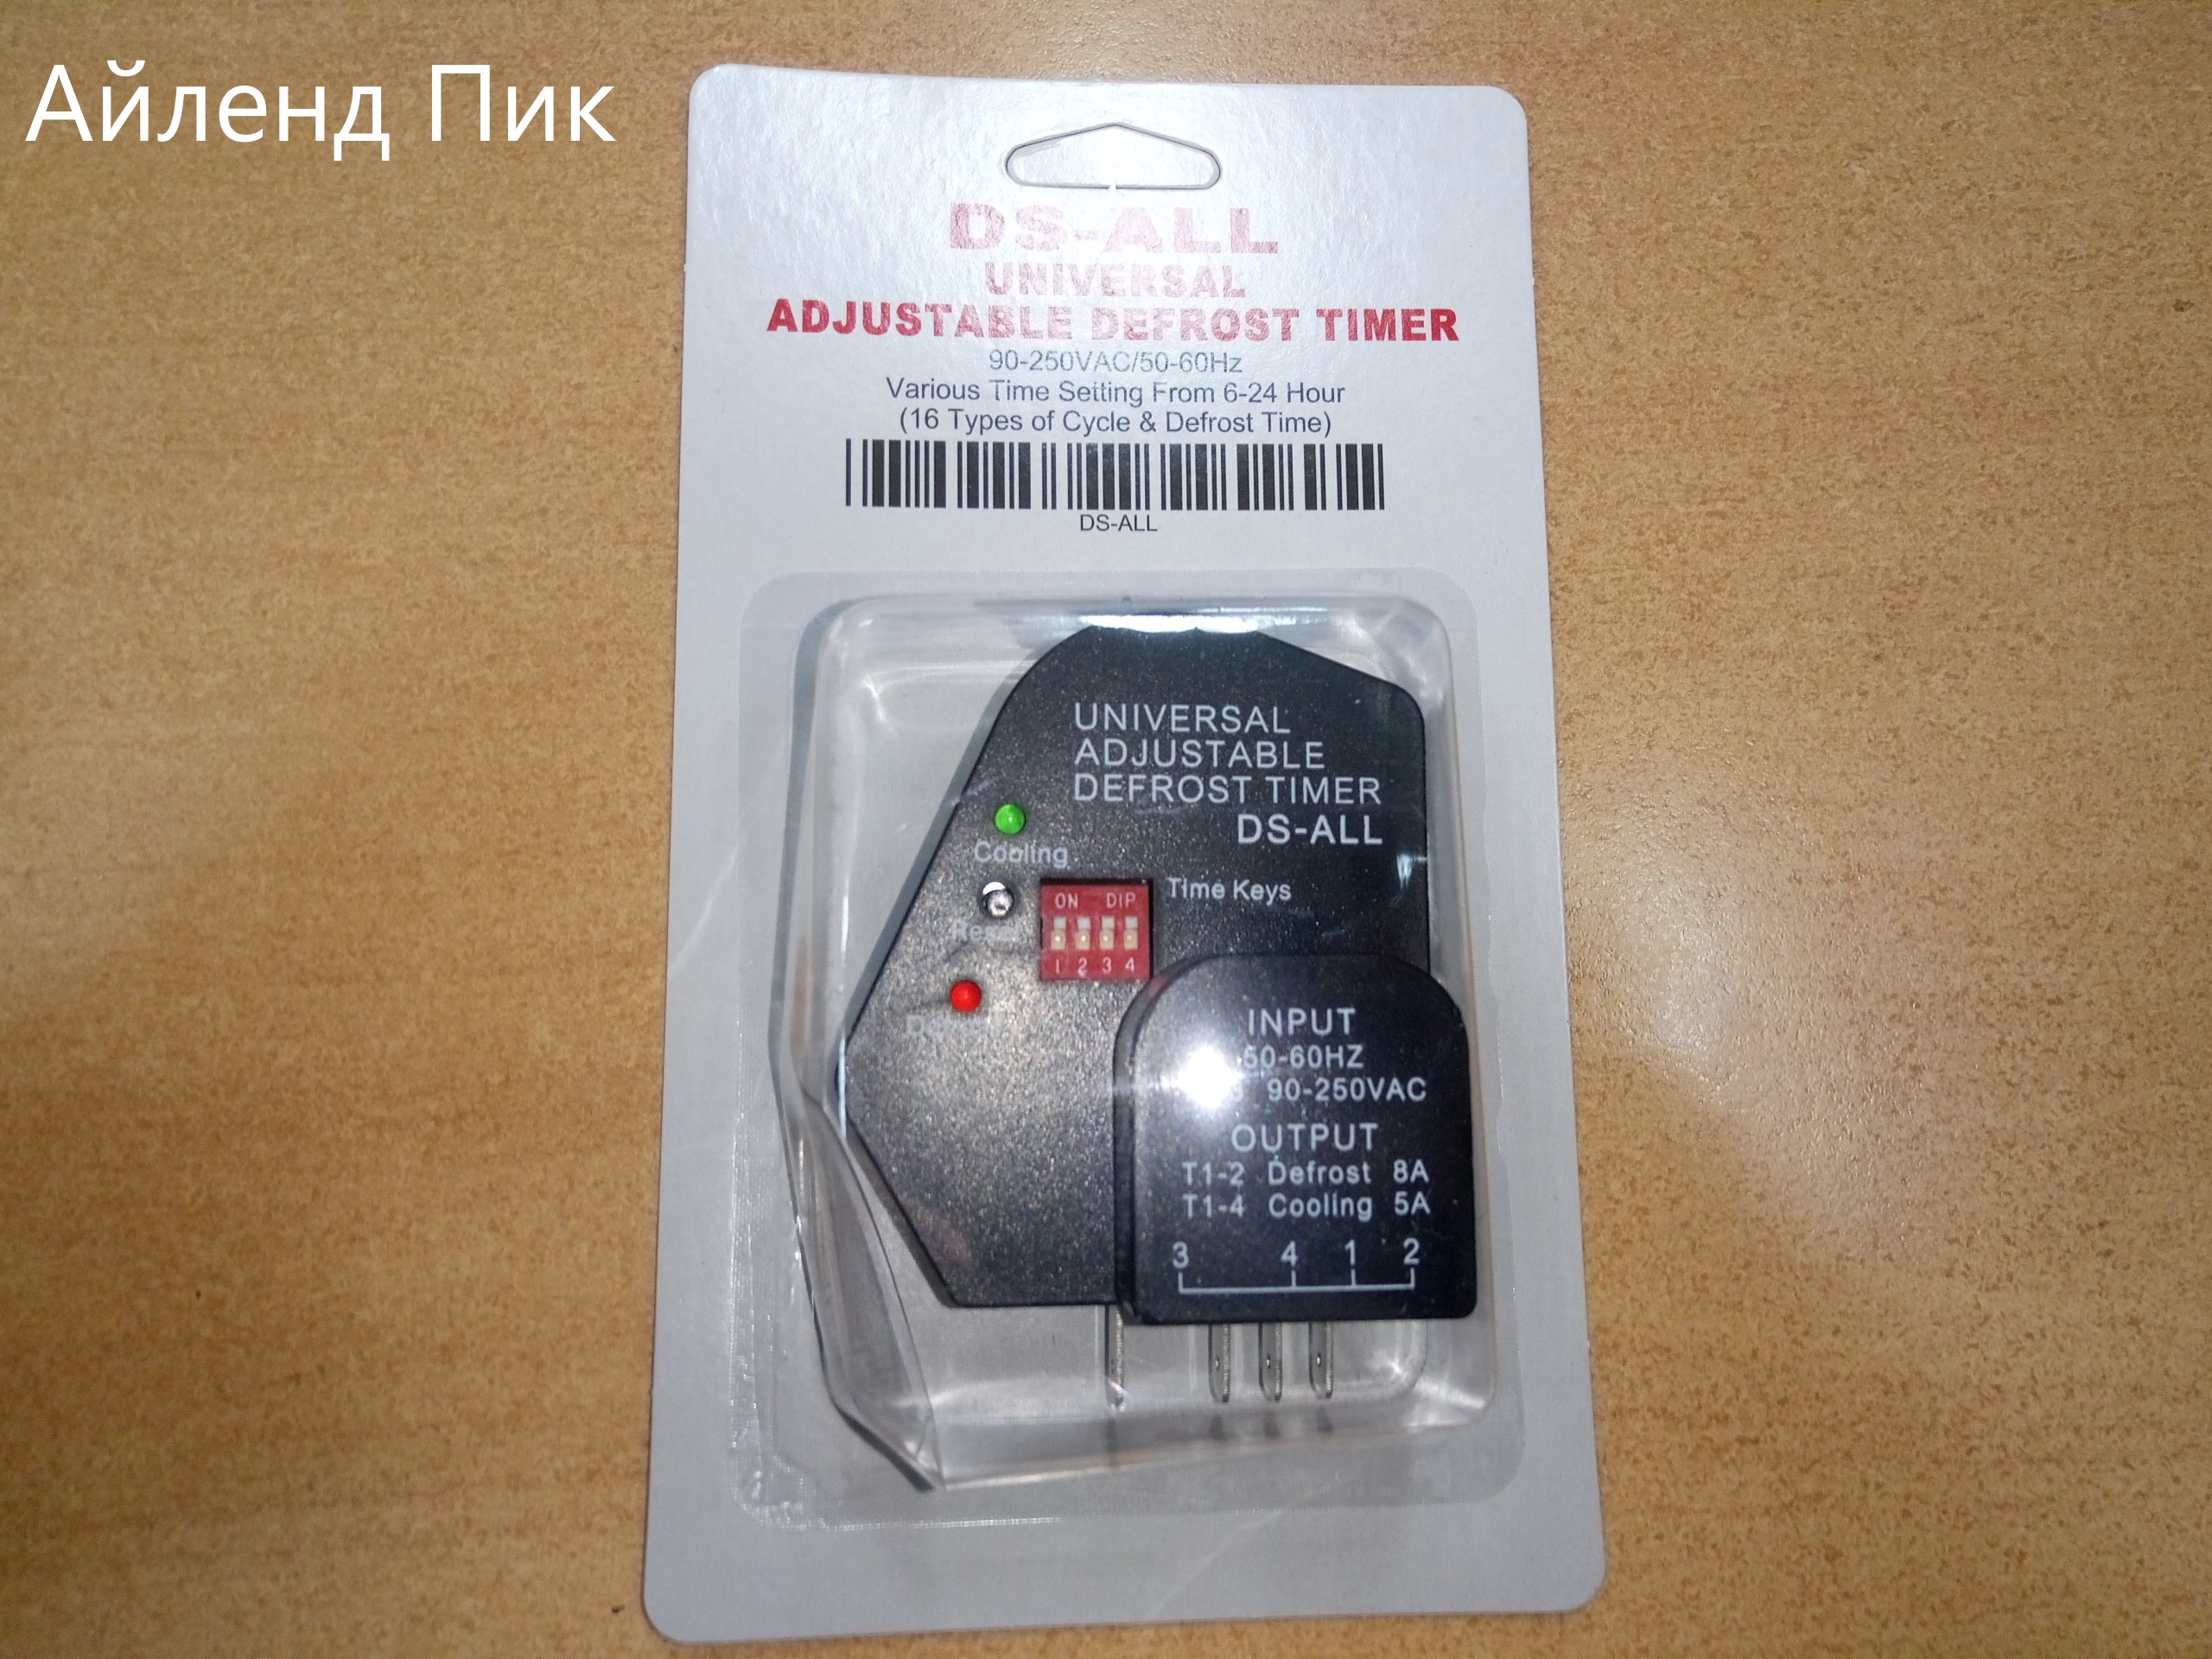 Айленд Пик
DS-ALL
UNIVERSAL
ADJUSTABLE DEFROST TIMER
90-250VAC/50-60Hz
Various Time Setting From 6-24 Hour
(16 Types of Cycle & Defrost Time)
DS-ALL
UNIVERSAL
ADJUSTABLE
DEFROST TIMER
DS-ALL
Cooling
Time Keys
ON DIP
Reset
1 2 3 4
INPUT
50-60HZ
90-250VAC
OUTPUT
T1-2 Defrost 8A
T1-4 Cooling 5A
3 4 1 2